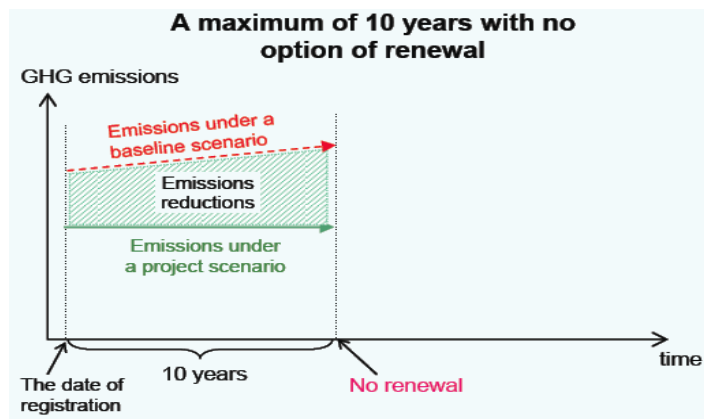 A maximum of 10 years with no
option of renewal
GHG emissions
Emissions under a
baseline scenario
Emissions
reductions
Emissions under
a project scenario
time
10 years
The date of
registration
No renewal